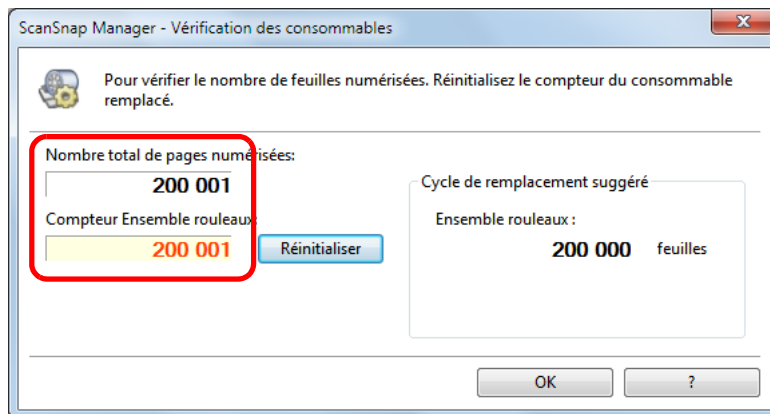 ScanSnap Manager - Vérification des consommables
x
Pour vérifier le nombre de feuilles numérisées. Réinitialisez le compteur du consommable
remplacé.
Nombre total de pages numérisées:
200 001
Compteur Ensemble rouleaux:
200 001
Réinitialiser
Cycle de remplacement suggéré
Ensemble rouleaux :
200 000 feuilles
OK
?